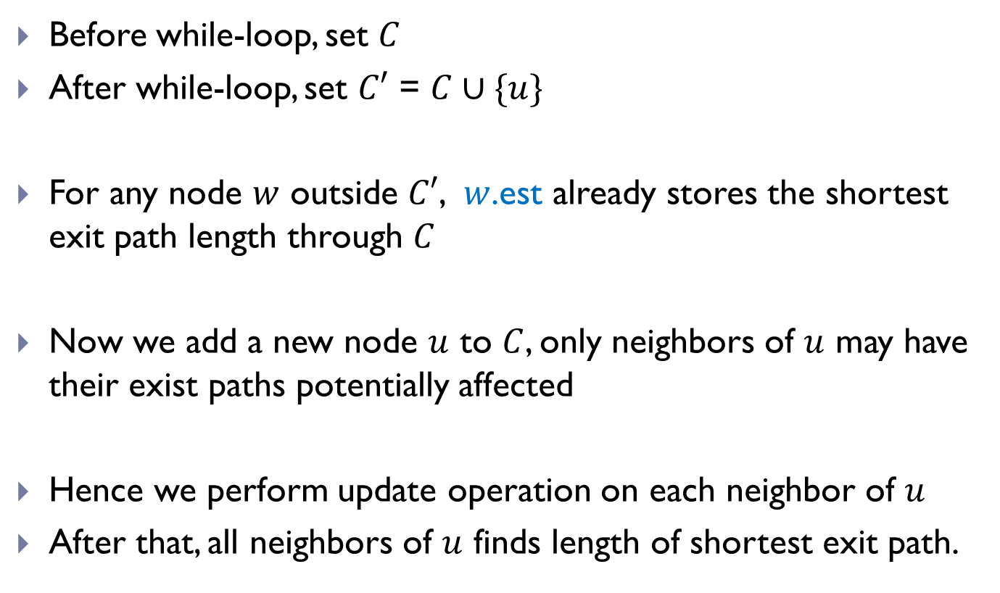 Before while-loop, set C
After while-loop, set C′ = C ∪ {u}
For any node w outside C′, w.est already stores the shortest
exit path length through C
Now we add a new node u to C, only neighbors of u may have
their exist paths potentially affected
Hence we perform update operation on each neighbor of u
After that, all neighbors of u finds length of shortest exit path.